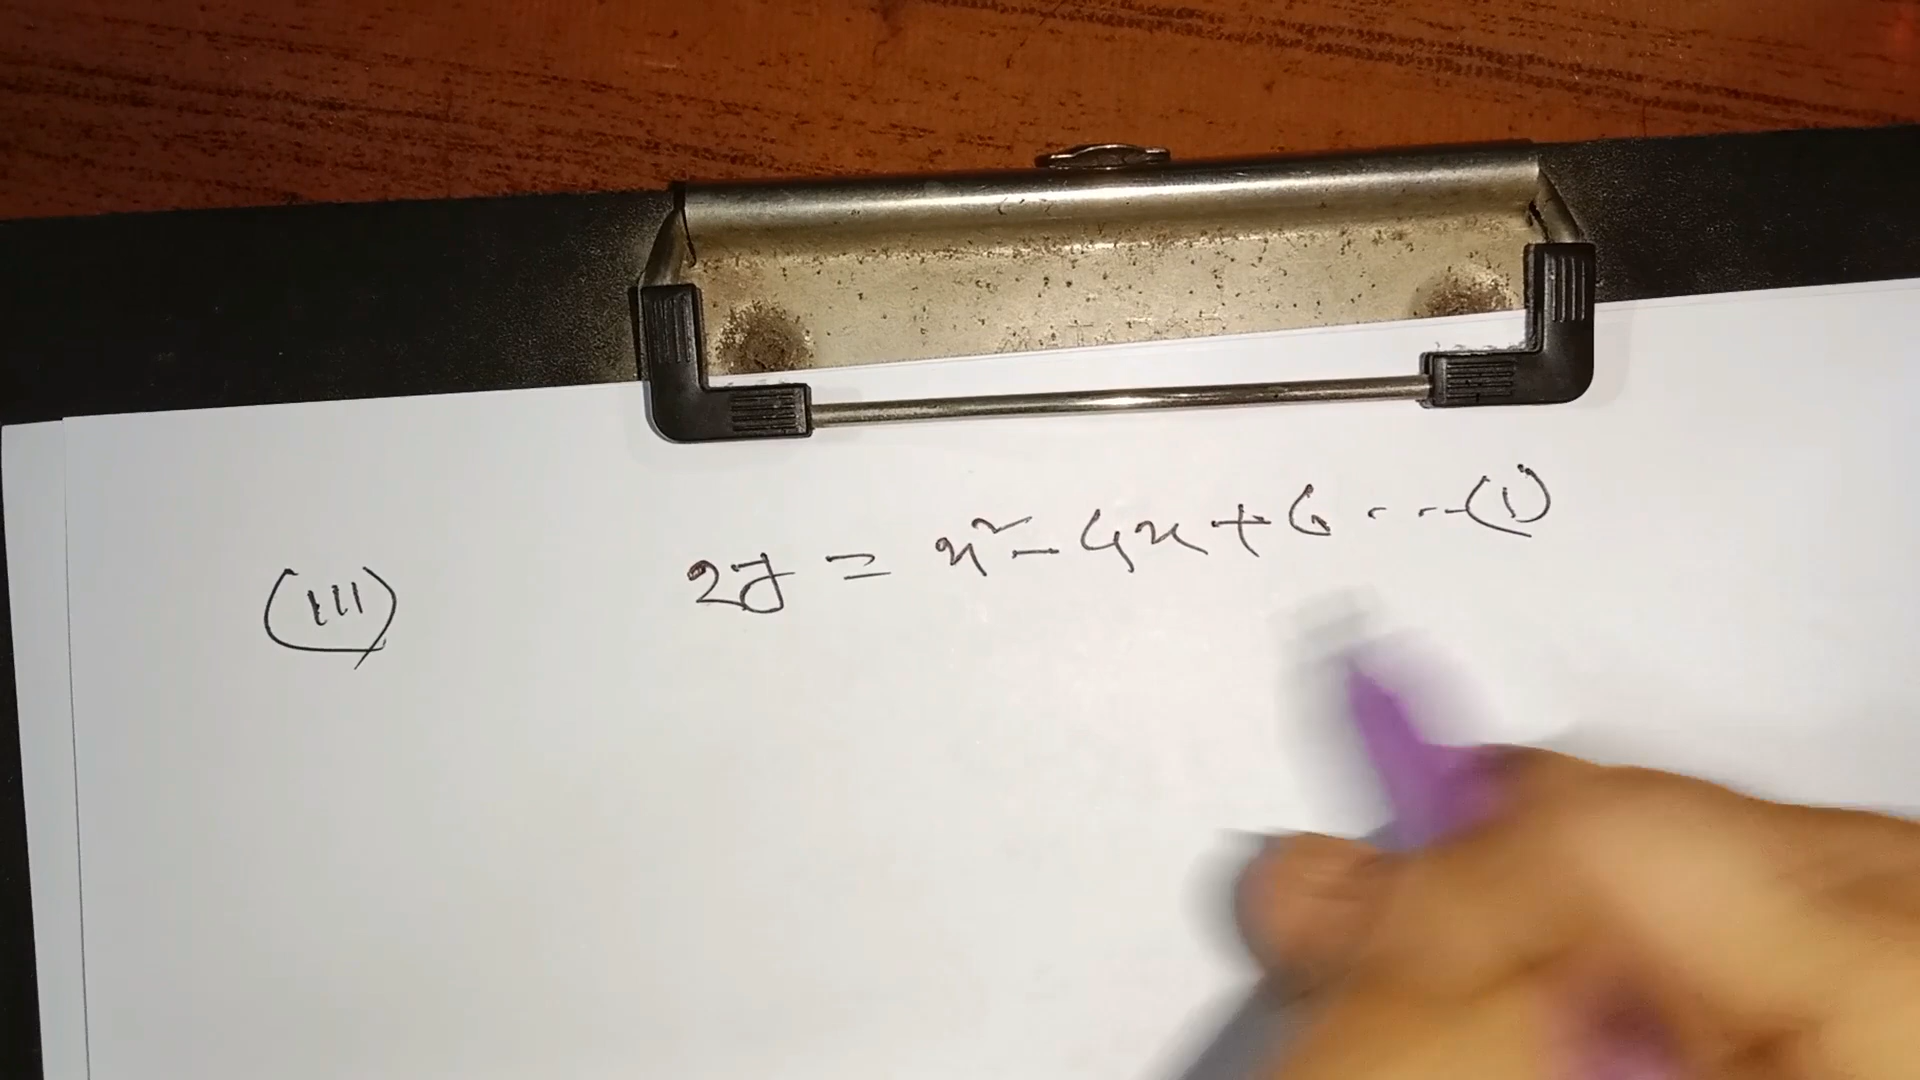 (III) 2y = x² - 4x + 6 . . . - (1)